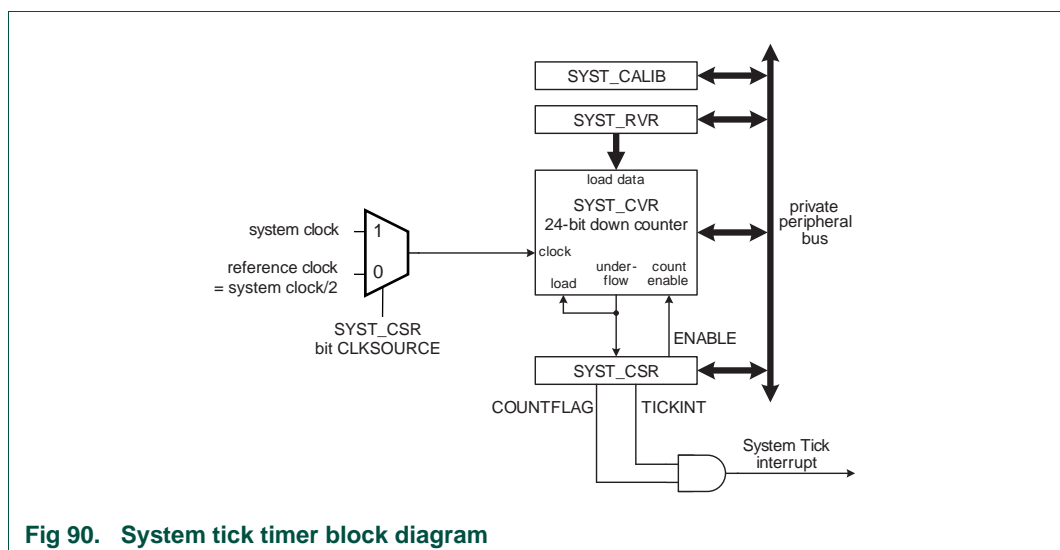 SYST_CALIB
SYST_RVR
load data
SYST_CVR
24-bit down counter
private
peripheral
bus
system clock
1
clock
reference clock
= system clock/2
0
under-
flow
count
enable
load
SYST_CSR
bit CLKSOURCE
ENABLE
SYST_CSR
COUNTFLAG
TICKINT
System Tick
interrupt
Fig 90. System tick timer block diagram